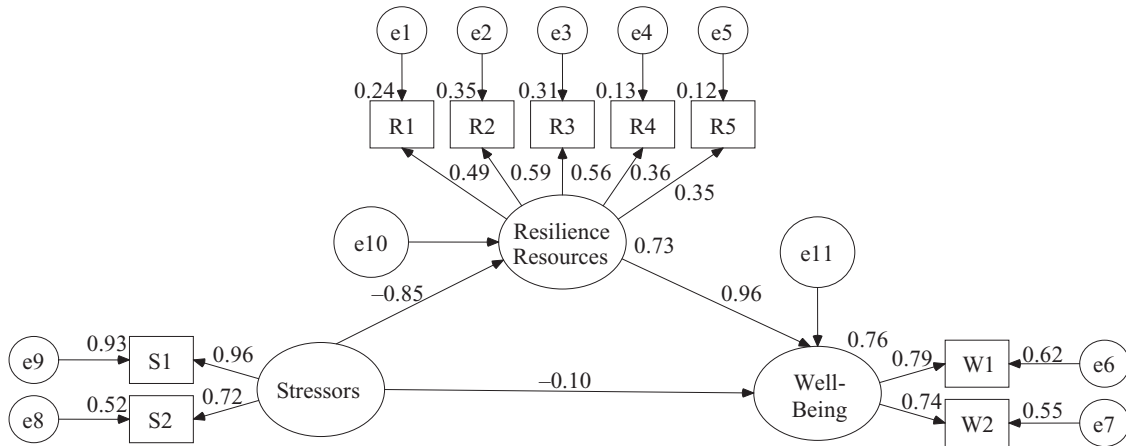 e1 e2 e3 e4 e5
0.24 0.35 0.31 0.13 0.12
R1 R2 R3 R4 R5
0.49 0.59 0.56 0.36 0.35
e10
Resilience
Resources
0.73
e11
–0.85
0.96
0.76
e9 0.93 S1 0.96
e8 0.52 S2 0.72
Stressors
–0.10
Well-
Being
0.79 W1 0.62 e6
0.74 W2 0.55 e7